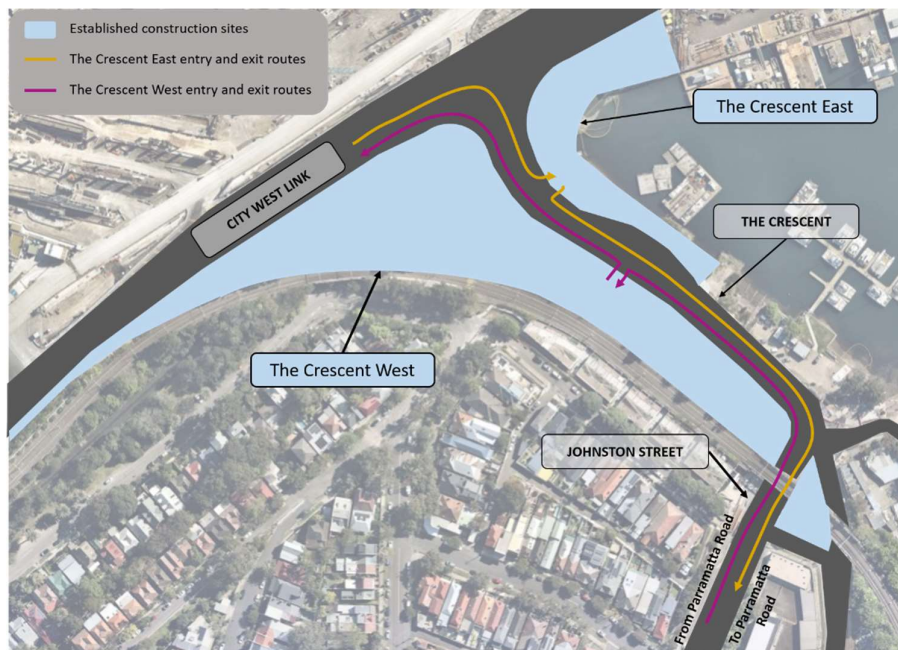 Established construction sites
The Crescent East entry and exit routes
The Crescent West entry and exit routes
The Crescent East
CITY WEST LINK
THE CRESCENT
The Crescent West
JOHNSTON STREET
From Parramatta Road
To Parramatta
Road